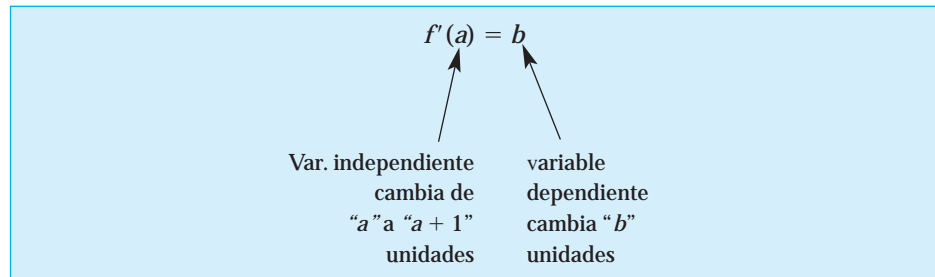 f′(a) = b
Var. independiente
cambia de
“a” a “a + 1”
unidades
variable
dependiente
cambia “b”
unidades